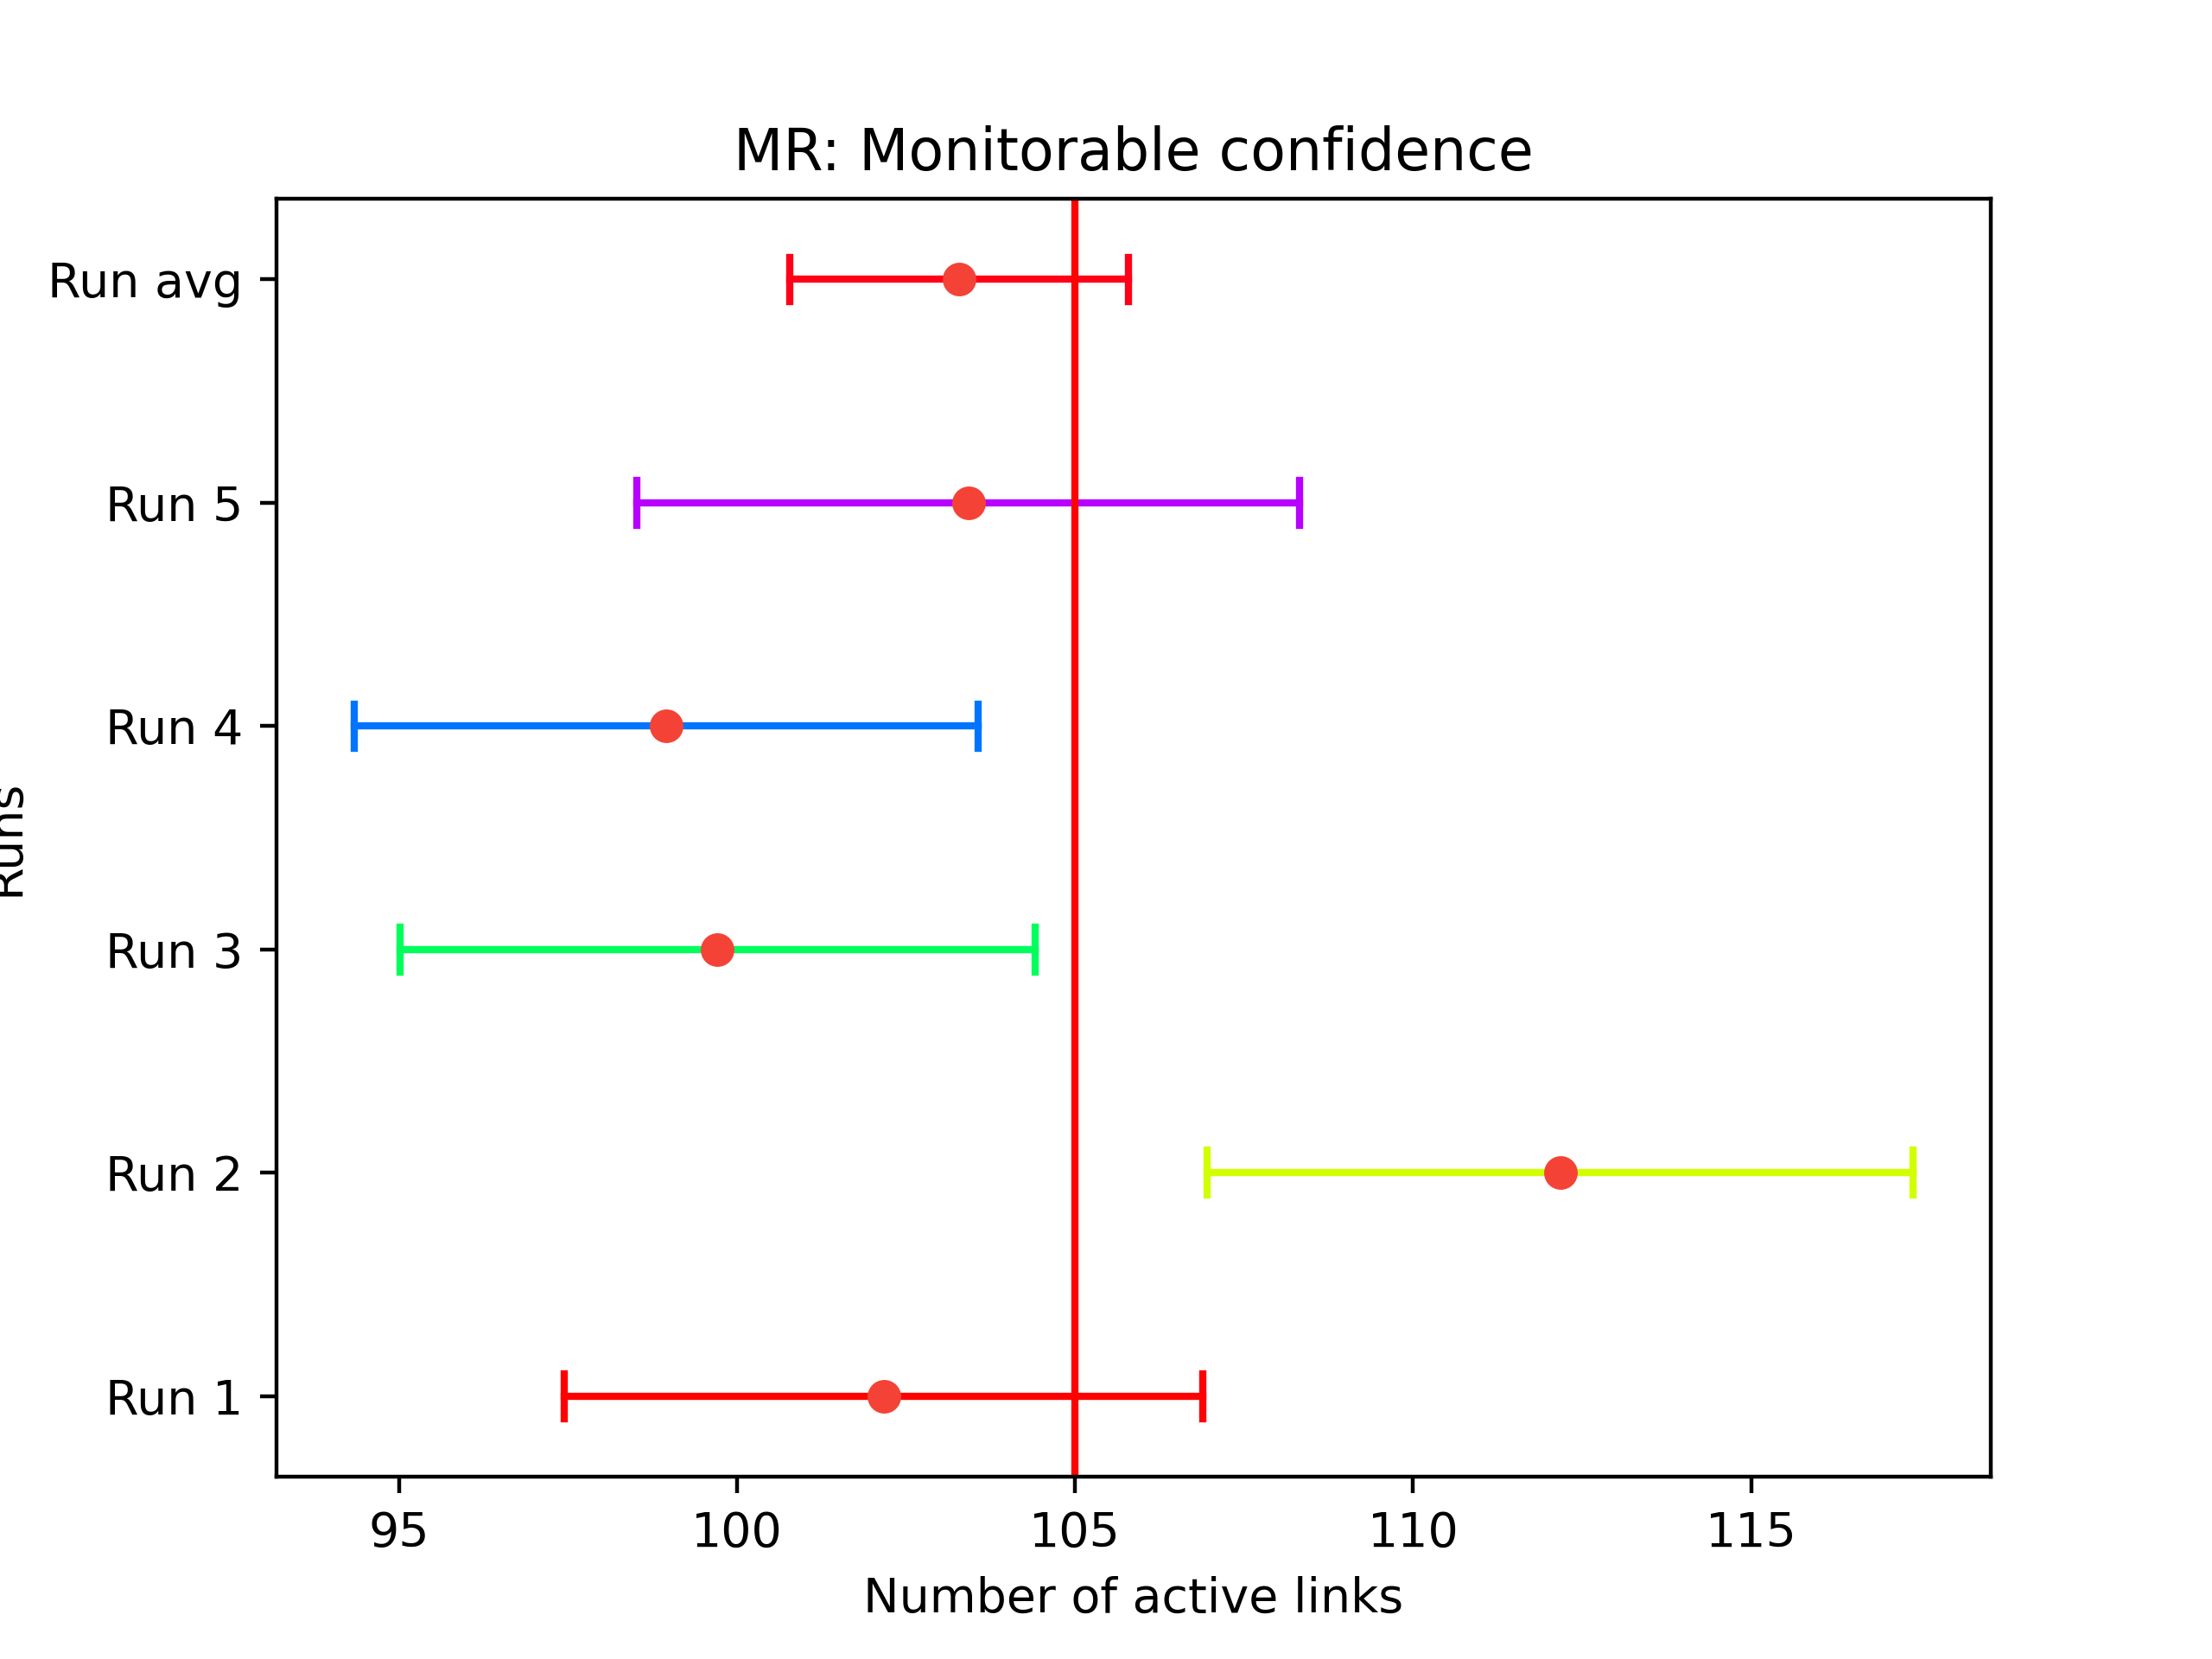 MR: Monitorable confidence
Run avg
Run 5
Run 4
Runs
Run 3
Run 2
Run 1
95 100 105 110 115
Number of active links